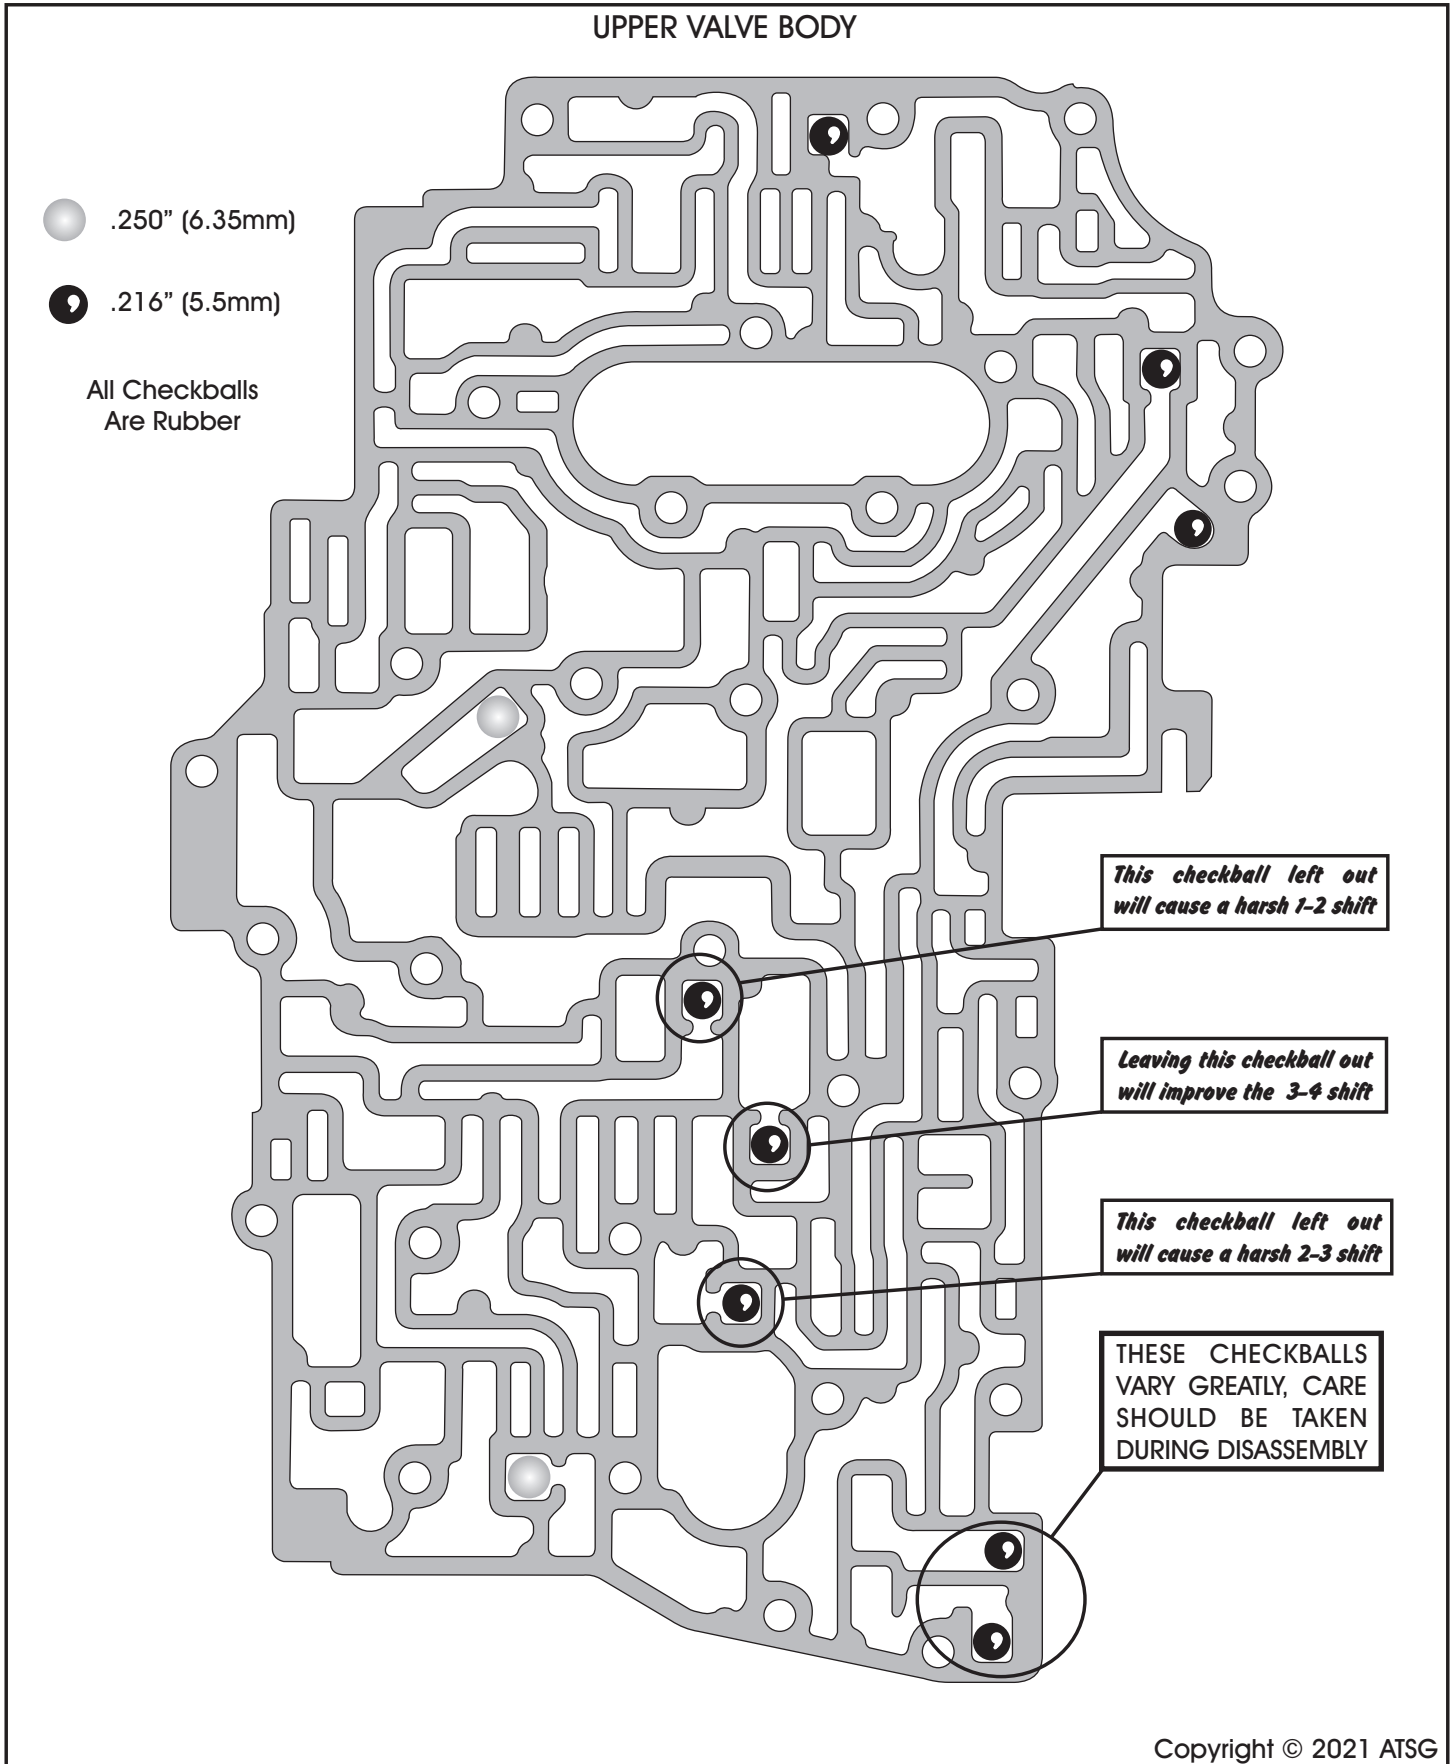 UPPER VALVE BODY
.250” (6.35mm)
.216” (5.5mm)
All Checkballs
Are Rubber
This checkball left out
will cause a harsh 1-2 shift
Leaving this checkball out
will improve the 3-4 shift
This checkball left out
will cause a harsh 2-3 shift
THESE CHECKBALLS
VARY GREATLY, CARE
SHOULD BE TAKEN
DURING DISASSEMBLY
Copyright © 2021 ATSG